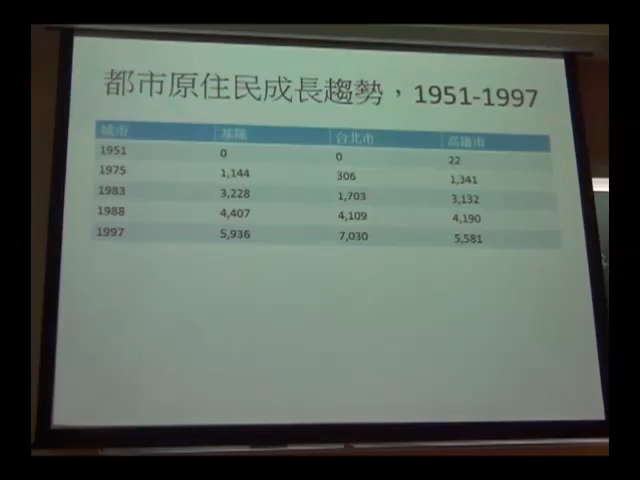 都市原住民成長趨勢，1951-1997
城市 基隆 台北市 高雄市
1951 0 0 22
1975 1,144 306 1,341
1983 3,228 1,703 3,132
1988 4,407 4,109 4,190
1997 5,936 7,030 5,581